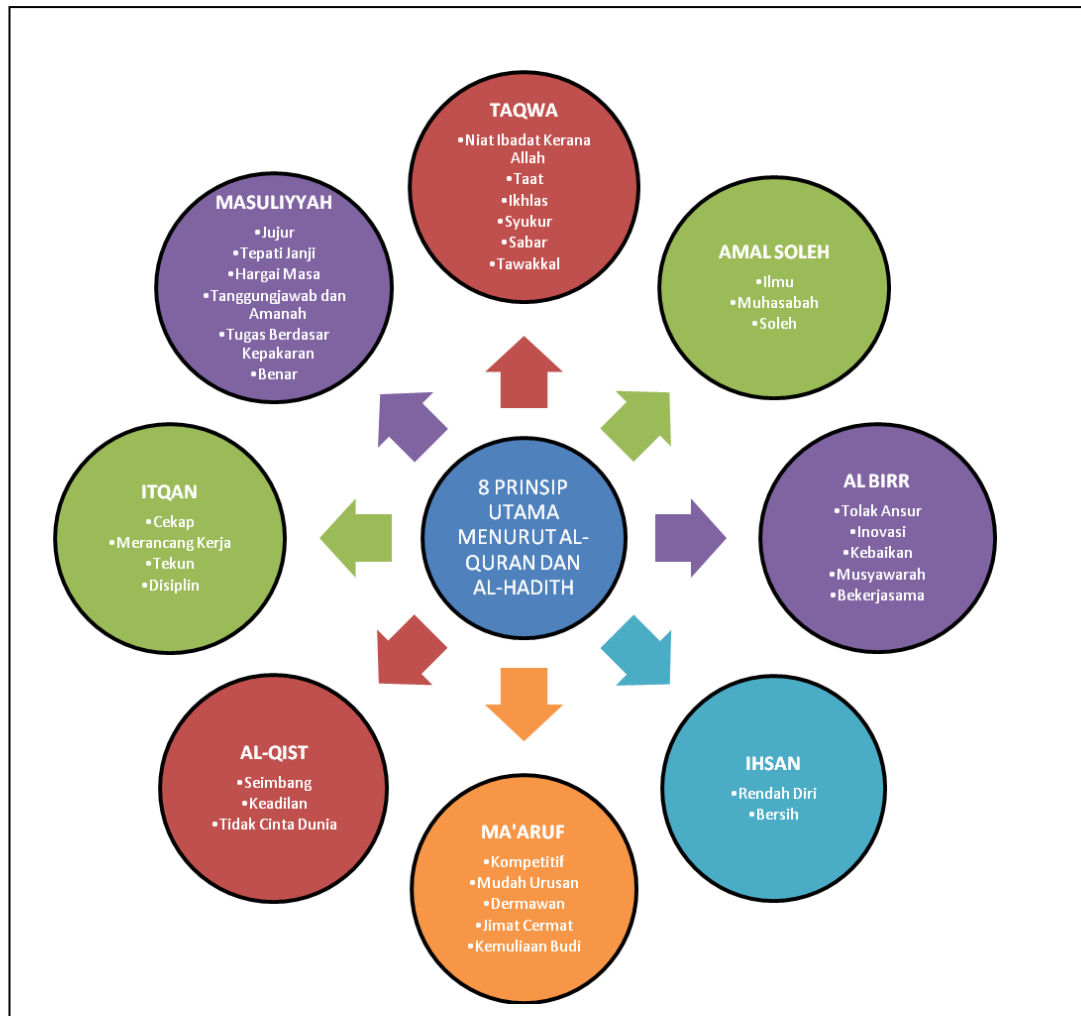 TAQWA
•Niat Ibadat Kerana
Allah
•Taat
•Ikhlas
•Syukur
•Sabar
•Tawakkal
AMAL SOLEH
•Ilmu
•Muhasabah
•Soleh
AL BIRR
•Tolak Ansur
•Inovasi
•Kebaikan
•Musyawarah
•Bekerjasama
IHSAN
•Rendah Diri
•Bersih
MA'ARUF
•Kompetitif
•Mudah Urusan
•Dermawan
•Jimat Cermat
•Kemuliaan Budi
AL-QIST
•Seimbang
•Keadilan
•Tidak Cinta Dunia
ITQAN
•Cekap
•Merancang Kerja
•Tekun
•Disiplin
MASULIYYAH
•Jujur
•Tepati Janji
•Hargai Masa
•Tanggungjawab dan
Amanah
•Tugas Berdasar
Kepakaran
•Benar
8 PRINSIP
UTAMA
MENURUT AL-
QURAN DAN
AL-HADITH